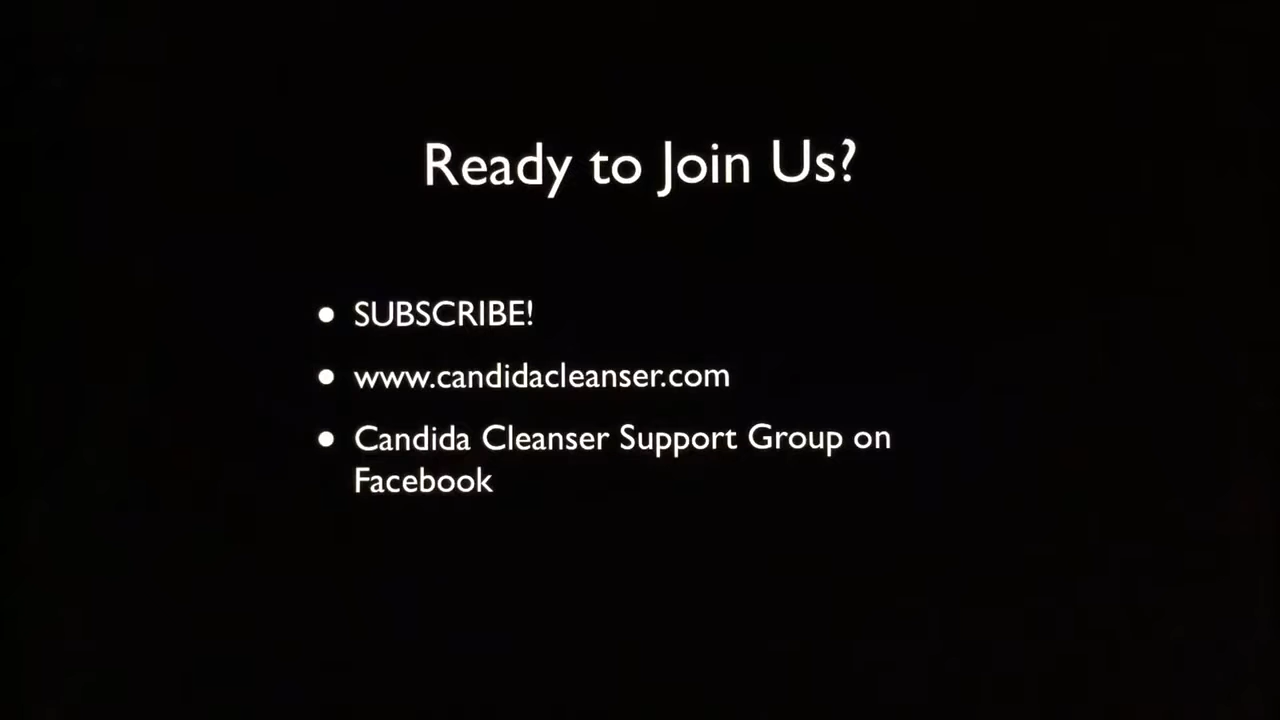 Ready to Join Us?
• SUBSCRIBE!
• www.candidacleanser.com
• Candida Cleanser Support Group on
Facebook